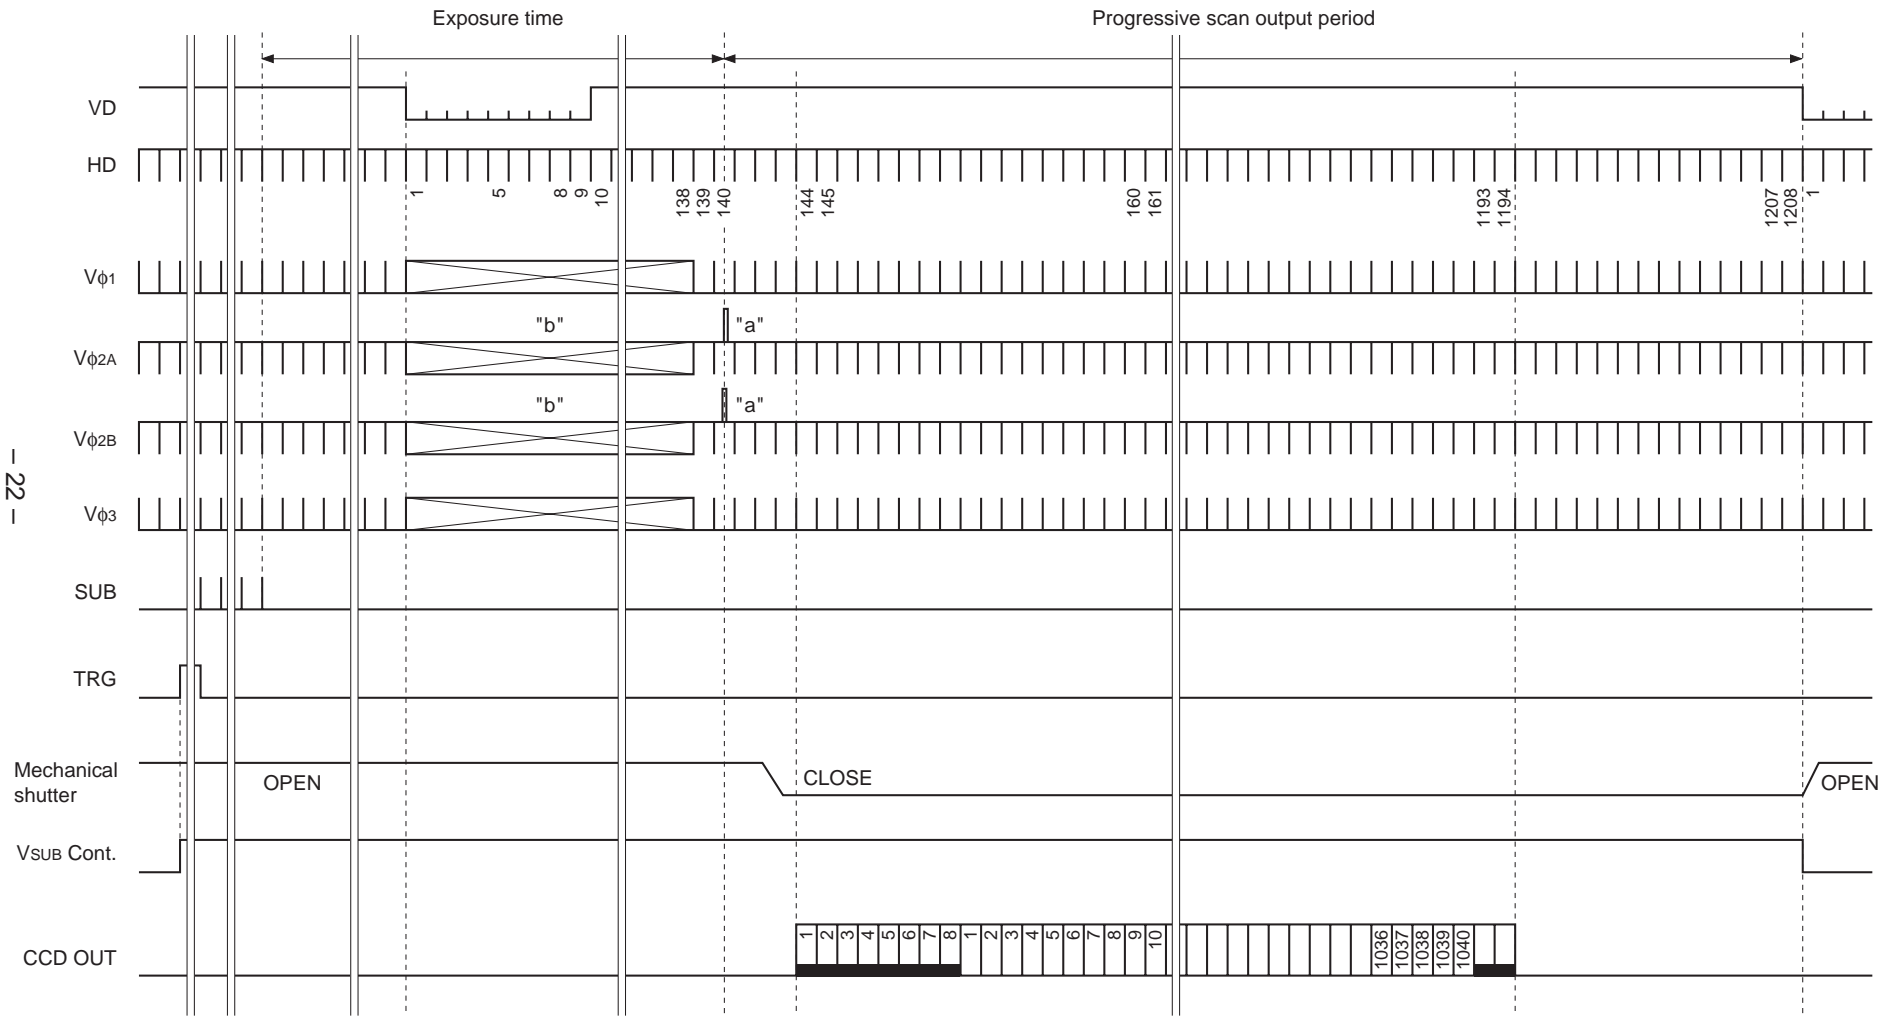 Exposure time
Progressive scan output period
VD
HD
1 5 8 9 10 138 139 140 144 145 160 161 1193 1194 1207 1208 1
Vφ1
"b" "a"
Vφ2A
"b" "a"
Vφ2B
Vφ3
SUB
TRG
Mechanical
shutter
OPEN CLOSE OPEN
VSUB Cont.
CCD OUT
1 2 3 4 5 6 7 8 1 2 3 4 5 6 7 8 9 10 1036 1037 1038 1039 1040
– 22 –